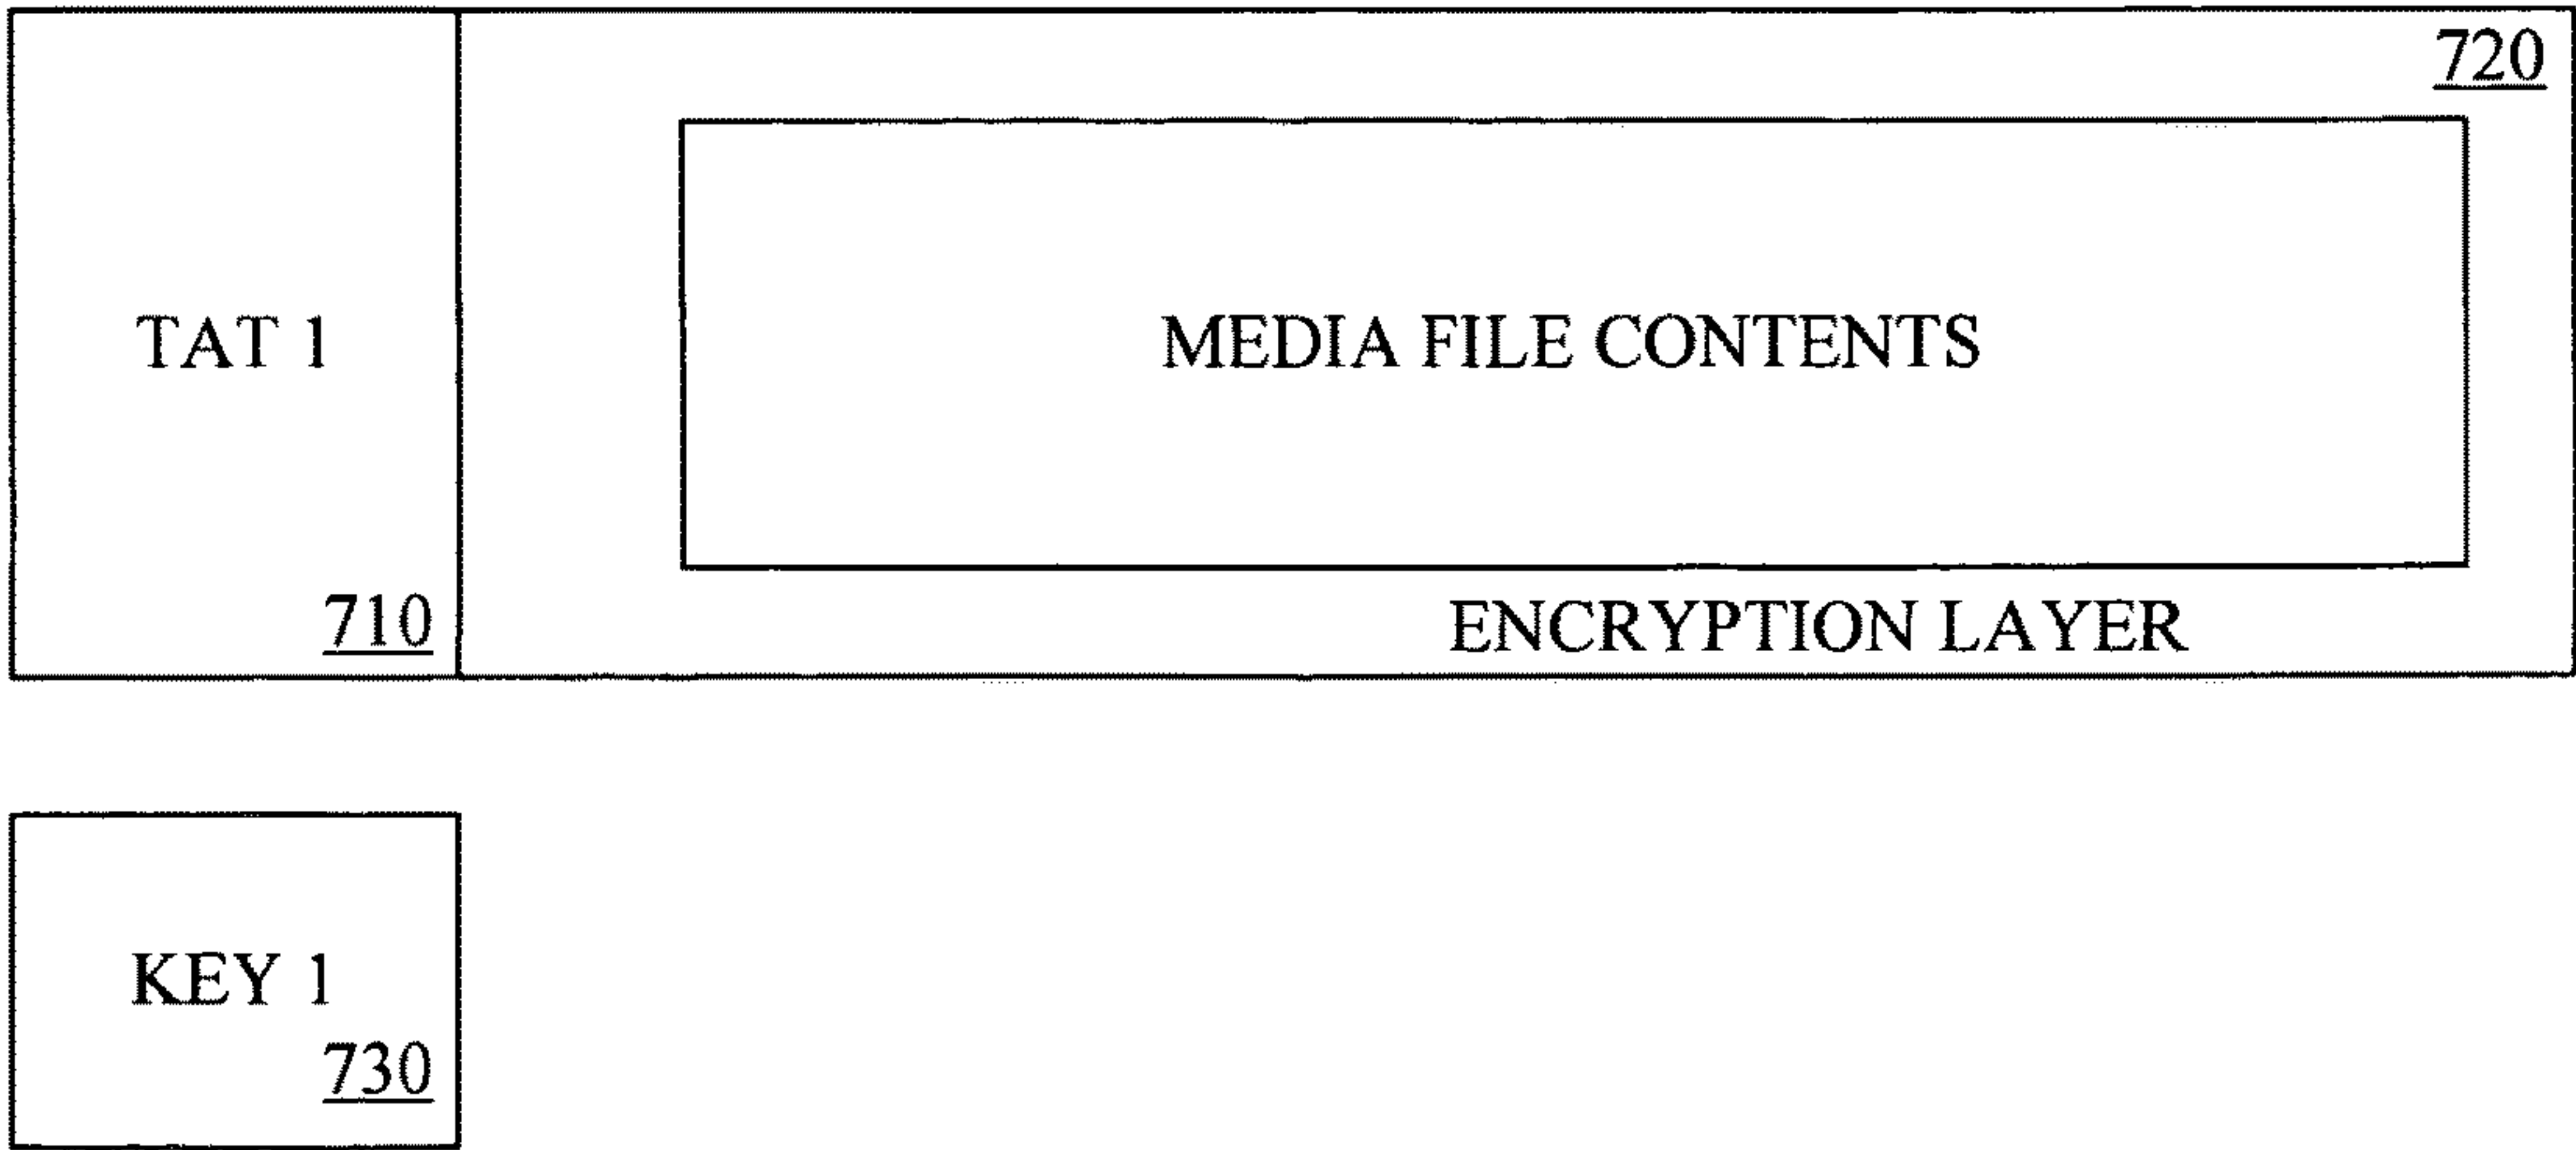 720
TAT 1
MEDIA FILE CONTENTS
710
ENCRYPTION LAYER
KEY 1
730